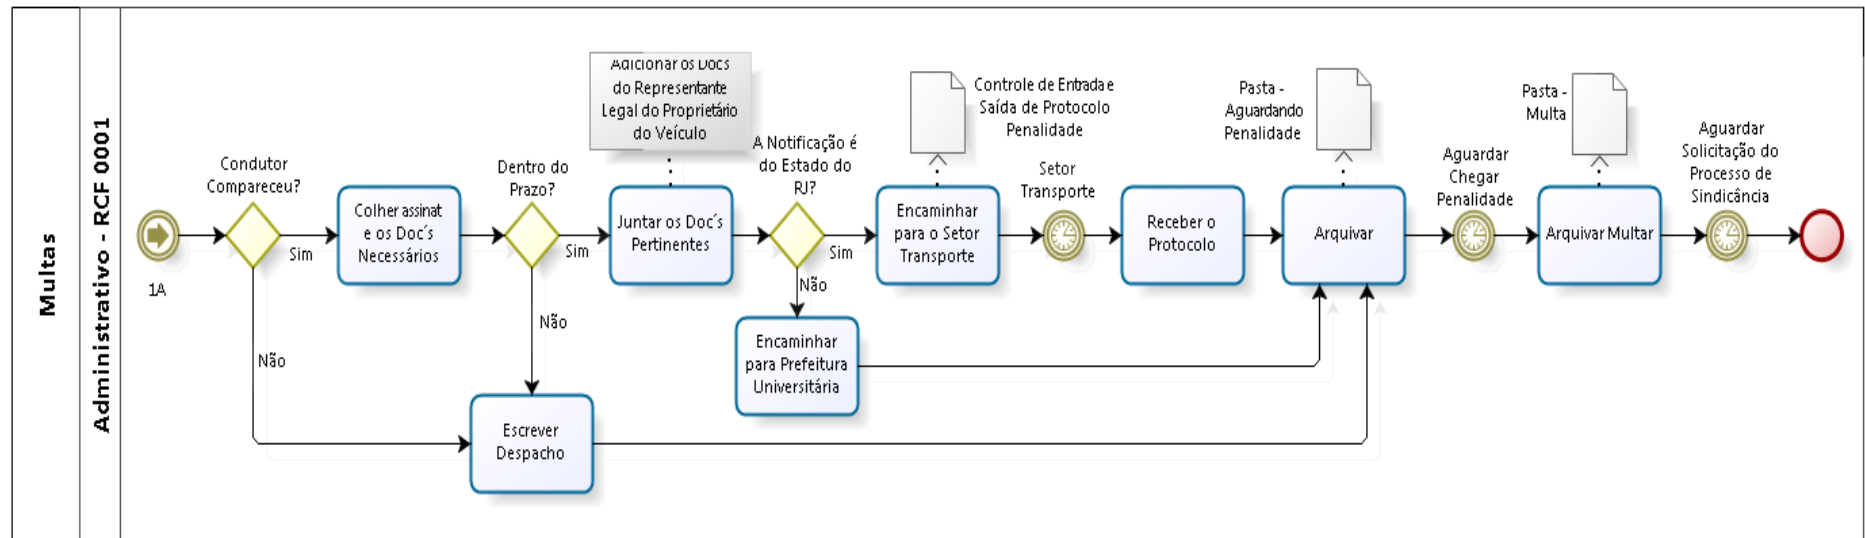 Multas
Administrativo - RCF 0001
1A
Condutor
Compareceu?
Sim
Não
Colher assinat
e os Doc´s
Necessários
Dentro do
Prazo?
Sim
Não
Escrever
Despacho
Adicionar os Docs
do Representante
Legal do Proprietário
do Veículo
Juntar os Doc´s
Pertinentes
A Notificação é
do Estado do
RJ?
Sim
Não
Encaminhar
para Prefeitura
Universitária
Encaminhar
para o Setor
Transporte
Controle de Entrada e
Saída de Protocolo
Penalidade
Setor
Transporte
Receber o
Protocolo
Pasta -
Aguardando
Penalidade
Arquivar
Aguardar
Chegar
Penalidade
Pasta -
Multa
Arquivar Multar
Aguardar
Solicitação do
Processo de
Sindicância